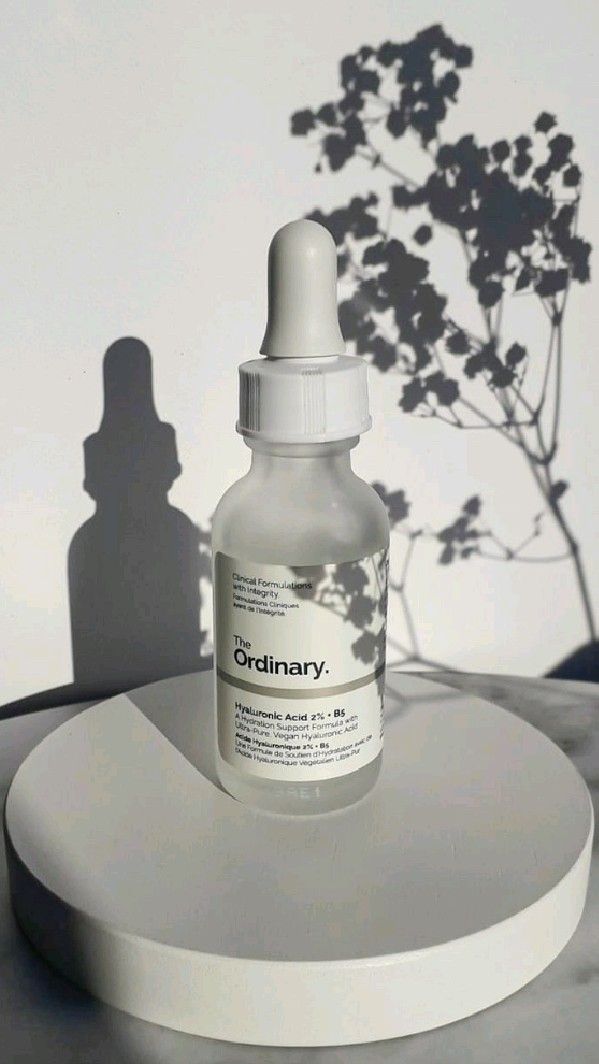 Clinical Formulations
with Integrity.
Formulations Cliniques
Ayant de l'Intégrité.
The
Ordinary.
Hyaluronic Acid 2% + B5
A Hydration Support Formula with
Ultra-Pure, Vegan Hyaluronic Acid
Acide Hyaluronique 2% + B5
Une Formule de Soutien d'Hydratation avec de
l'Acide Hyaluronique Végétalien Ultra-Pur